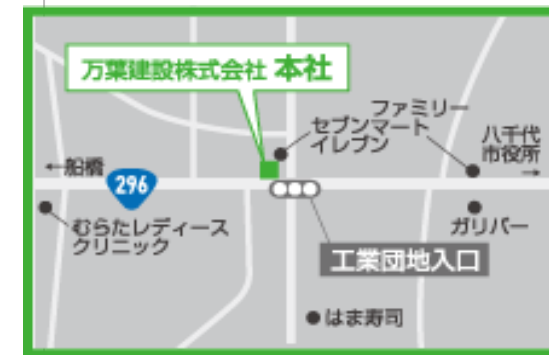 万葉建設株式会社 本社
ファミリー
マート
セブン
イレブン
八千代
市役所
→
←船橋
296
むらたレディース
クリニック
ガリバー
工業団地入口
はま寿司